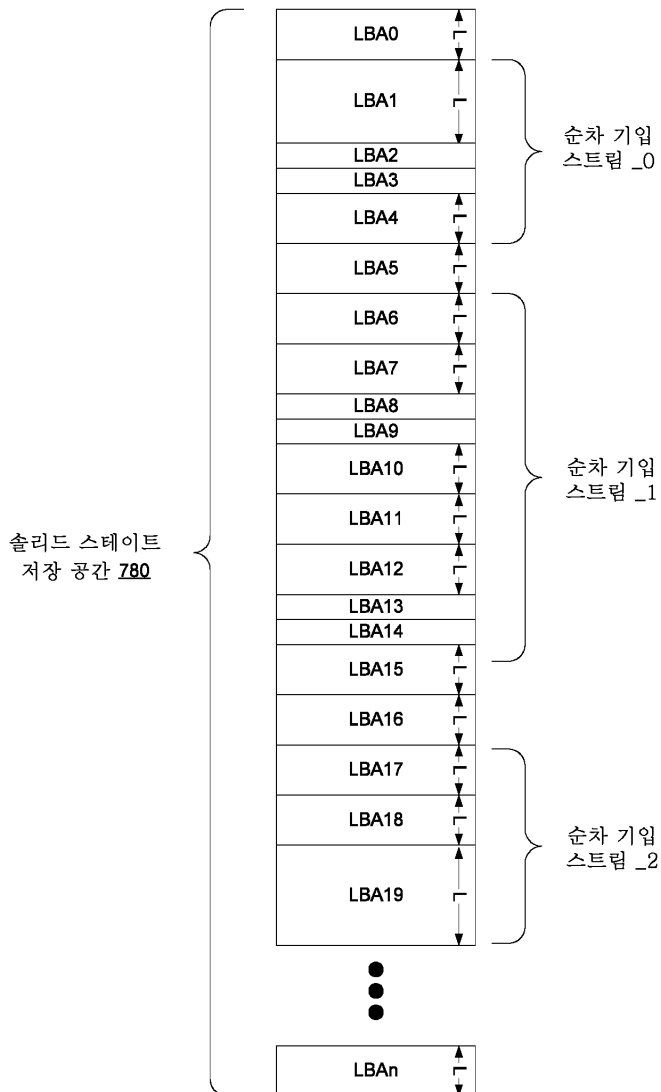 LBA0
L
LBA1
L
LBA2
LBA3
LBA4
L
순차 기입
스트림 _0
LBA5
L
LBA6
L
LBA7
L
LBA8
LBA9
LBA10
L
LBA11
L
순차 기입
스트림 _1
솔리드 스테이트
저장 공간 780
LBA12
L
LBA13
LBA14
LBA15
L
LBA16
L
LBA17
L
LBA18
L
순차 기입
스트림 _2
LBA19
L
LBAn
L